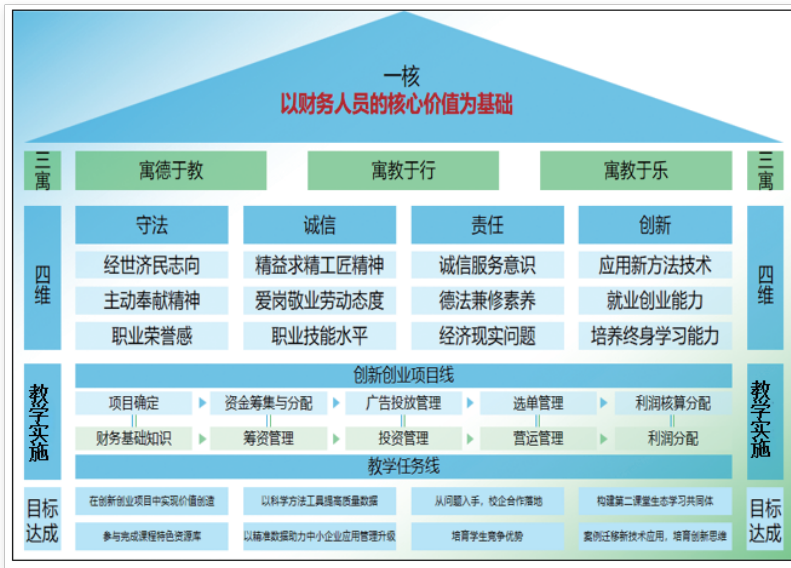 一核
以财务人员的核心价值为基础
三寓
寓德于教
寓教于行
寓教于乐
三寓
四维
守法
诚信
责任
创新
经世济民志向
精益求精工匠精神
诚信服务意识
应用新方法技术
主动奉献精神
爱岗敬业劳动态度
德法兼修素养
就业创业能力
职业荣誉感
职业技能水平
经济现实问题
培养终身学习能力
四维
教学实施
创新创业项目线
项目确定
资金筹集与分配
广告投放管理
选单管理
利润核算分配
财务基础知识
筹资管理
投资管理
营运管理
利润分配
教学任务线
教学实施
目标
达成
在创新创业项目中实现价值创造
以科学方法工具提高质量数据
从问题入手，校企合作落地
构建第二课堂生态学习共同体
参与完成课程特色资源库
以精准数据助力中小企业应用管理升级
培育学生竞争优势
案例迁移新技术应用，培育创新思维
目标
达成